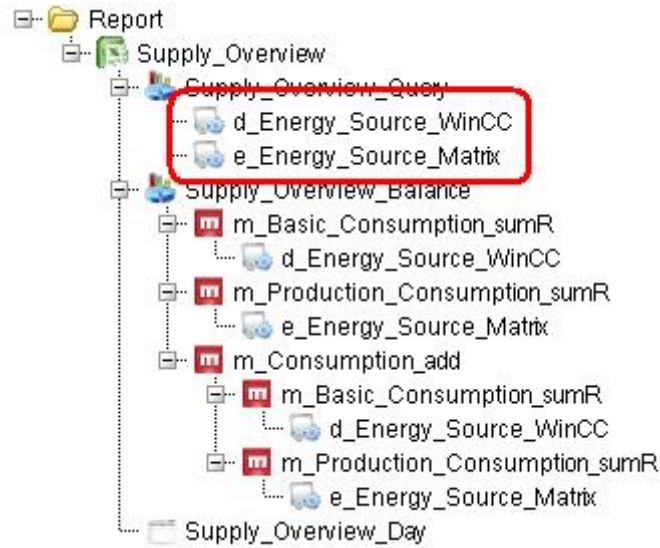 Report
Supply_Overview
Supply_Overview_Query
d_Energy_Source_WinCC
e_Energy_Source_Matrix
Supply_Overview_Balance
m_Basic_Consumption_sumR
d_Energy_Source_WinCC
m_Production_Consumption_sumR
e_Energy_Source_Matrix
m_Consumption_add
m_Basic_Consumption_sumR
d_Energy_Source_WinCC
m_Production_Consumption_sumR
e_Energy_Source_Matrix
Supply_Overview_Day